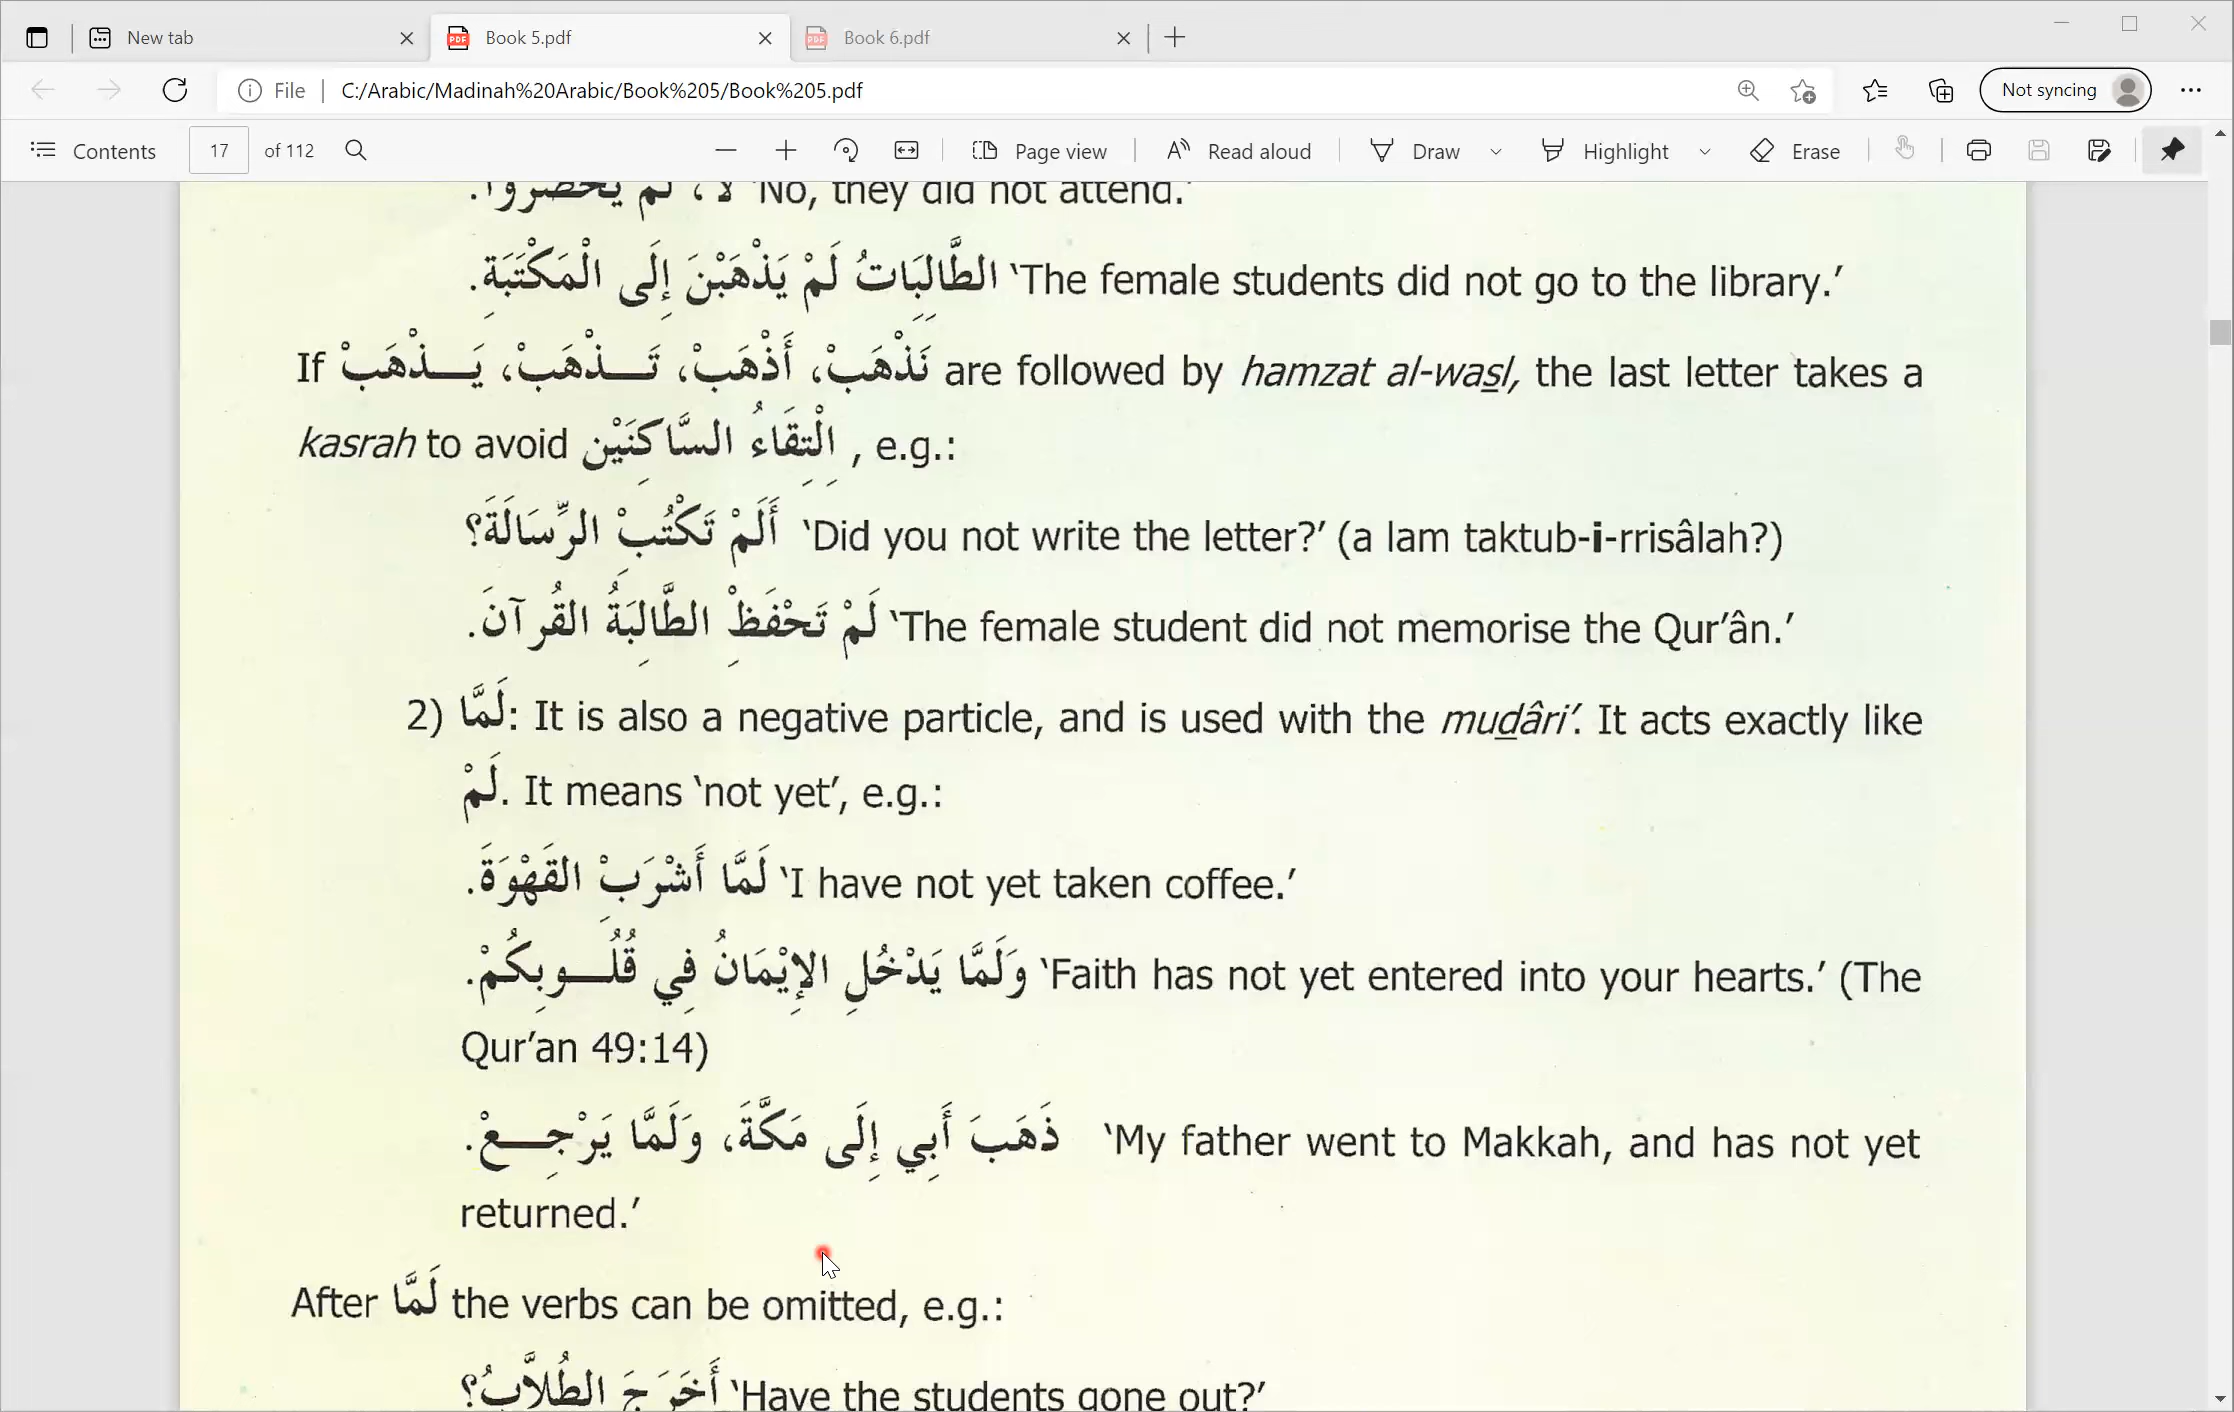 New tab
Book 5.pdf
Book 6.pdf
File
C:/Arabic/Madinah%20Arabic/Book%205/Book%205.pdf
Not syncing
Contents
17
of 112
Page view
Read aloud
Draw
Highlight
Erase
لا، لَمْ يَحْضُرُوا. 'No, they did not attend.'
الطَّالِبَاتُ لَمْ يَذْهَبْنَ إِلَى الْمَكْتَبَةِ. 'The female students did not go to the library.'
If نَذْهَبْ، أَذْهَبْ، تَــذْهَبْ، يَــذْهَبْ are followed by hamzat al-wasl, the last letter takes a
kasrah to avoid اِلْتِقَاءُ السَّاكِنَيْنِ , e.g.:
أَلَمْ تَكْتُبِْ الرِّسَالَةَ؟ 'Did you not write the letter?' (a lam taktub-i-rrisâlah?)
لَمْ تَحْفَظِْ الطَّالِبَةُ القُرآنَ. 'The female student did not memorise the Qur'ân.'
2) لَمَّا: It is also a negative particle, and is used with the mudâri'. It acts exactly like
لَمْ. It means 'not yet', e.g.:
لَمَّا أَشْرَبِْ القَهْوَةَ. 'I have not yet taken coffee.'
وَلَمَّا يَدْخُلِ الإِيْمَانُ فِي قُلُــوبِكُمْ. 'Faith has not yet entered into your hearts.' (The
Qur'an 49:14)
ذَهَبَ أَبِي إِلَى مَكَّةَ، وَلَمَّا يَرْجِــعْ. 'My father went to Makkah, and has not yet
returned.'
After لَمَّا the verbs can be omitted, e.g.:
أَخَرَجَ الطُلاَّبُ؟ 'Have the students gone out?'